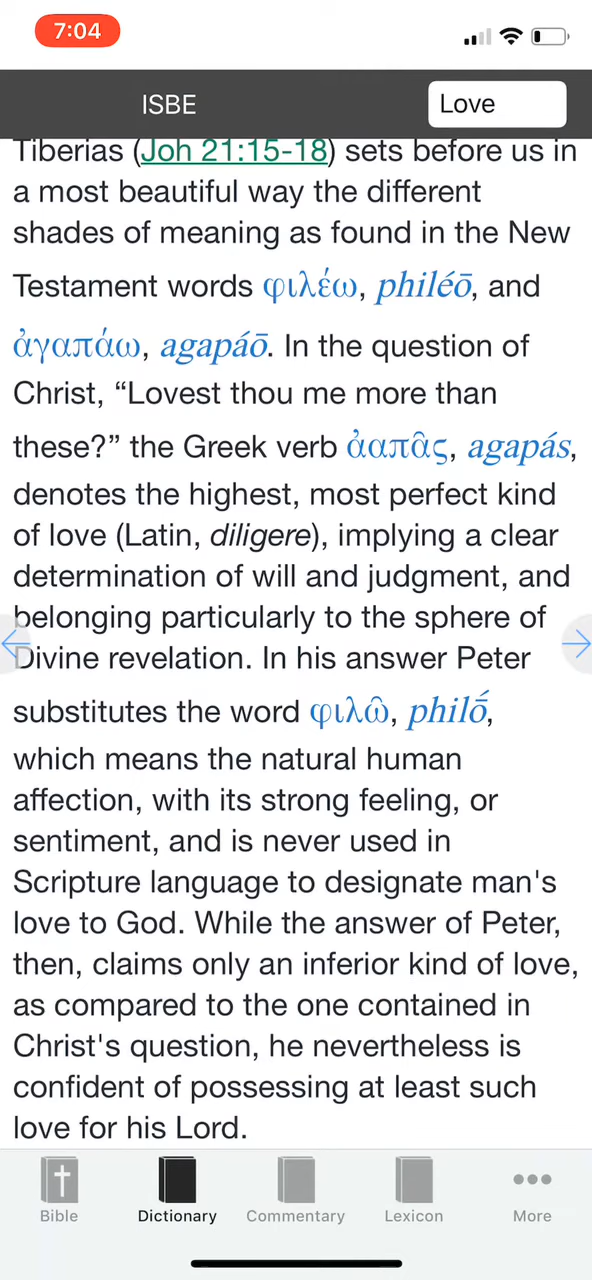 7:04
ISBE
Love
Tiberias (Joh 21:15-18) sets before us in
a most beautiful way the different
shades of meaning as found in the New
Testament words φιλέω, philéō, and
ἀγαπάω, agapáō. In the question of
Christ, “Lovest thou me more than
these?” the Greek verb ἀαπᾶς, agapás,
denotes the highest, most perfect kind
of love (Latin, diligere), implying a clear
determination of will and judgment, and
belonging particularly to the sphere of
Divine revelation. In his answer Peter
substitutes the word φιλῶ, philṓ,
which means the natural human
affection, with its strong feeling, or
sentiment, and is never used in
Scripture language to designate man's
love to God. While the answer of Peter,
then, claims only an inferior kind of love,
as compared to the one contained in
Christ's question, he nevertheless is
confident of possessing at least such
love for his Lord.
Bible Dictionary Commentary Lexicon More